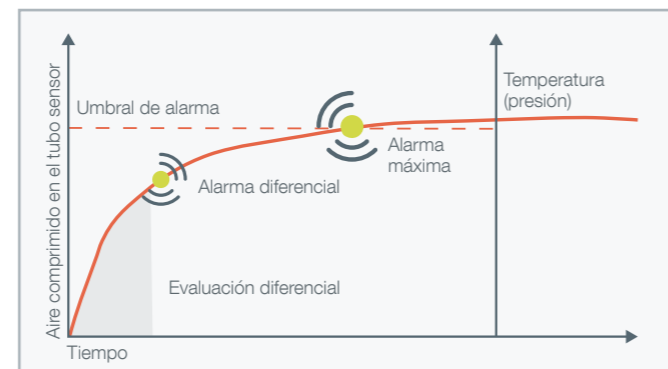 Aire comprimido en el tubo sensor
Umbral de alarma
Temperatura
(presión)
Alarma
máxima
Alarma diferencial
Evaluación diferencial
Tiempo